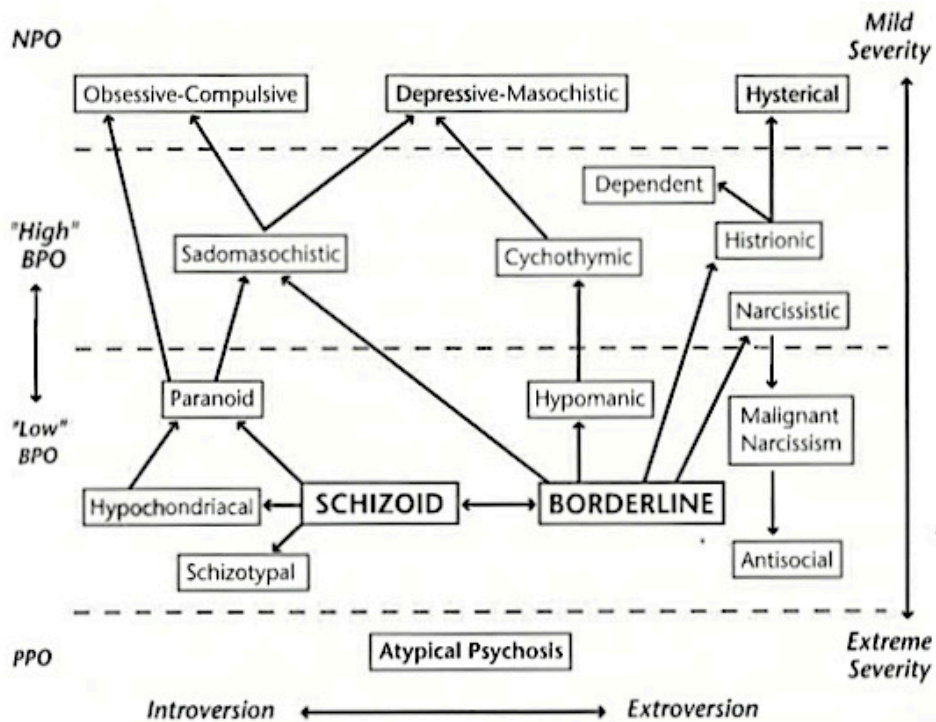 NPO
Mild
Severity
Obsessive-Compulsive
Depressive-Masochistic
Hysterical
Dependent
"High"
BPO
Sadomasochistic
Cychothymic
Histrionic
Narcissistic
Paranoid
Hypomanic
Malignant
Narcissism
"Low"
BPO
Hypochondriacal
SCHIZOID
BORDERLINE
Schizotypal
Antisocial
PPO
Atypical Psychosis
Extreme
Severity
Introversion
Extroversion